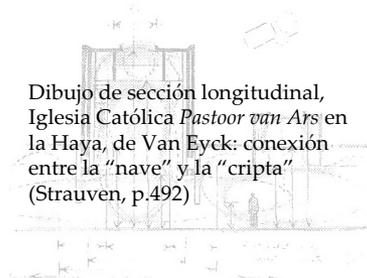 Dibujo de sección longitudinal,
Iglesia Católica Pastoor van Ars en
la Haya, de Van Eyck: conexión
entre la “nave” y la “cripta”
(Strauven, p.492)